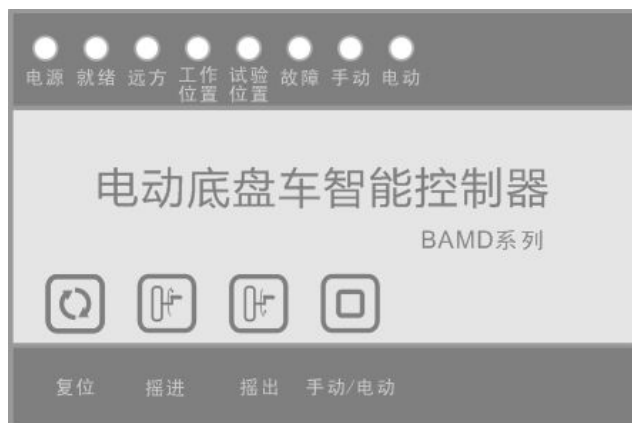 电源 就绪 远方 工作 试验 故障 手动 电动
位置 位置
电动底盘车智能控制器
BAMD系列
复位 摇进 摇出 手动/电动